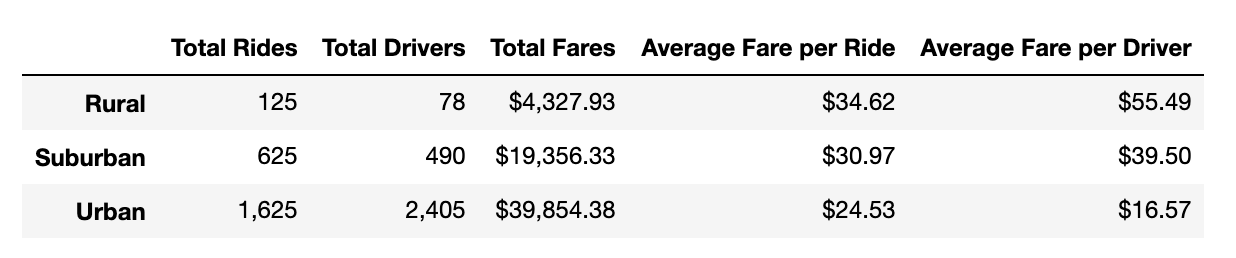 Total Rides Total Drivers Total Fares Average Fare per Ride Average Fare per Driver
Rural 125 78 $4,327.93 $34.62 $55.49
Suburban 625 490 $19,356.33 $30.97 $39.50
Urban 1,625 2,405 $39,854.38 $24.53 $16.57